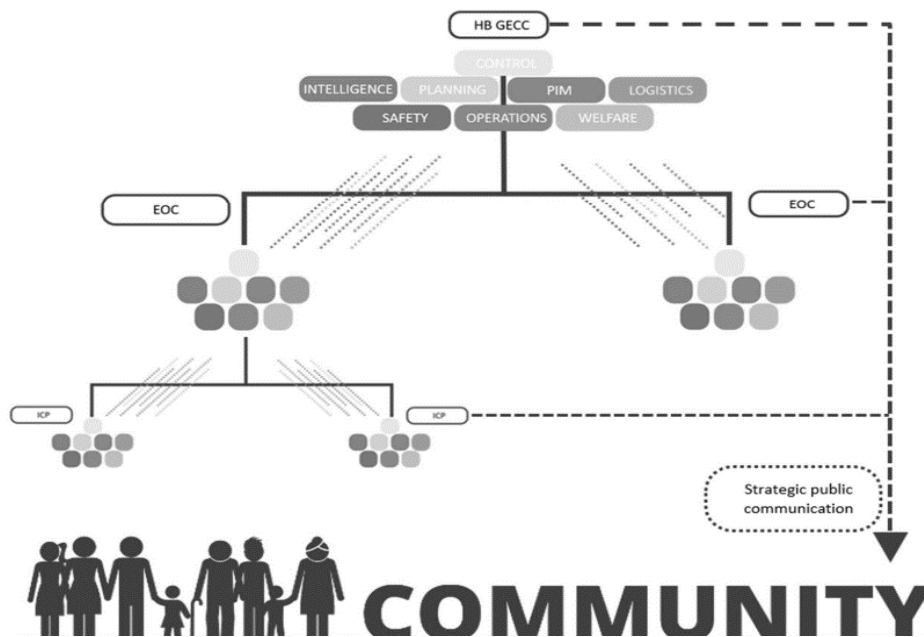 HB GECC
CONTROL
INTELLIGENCE PLANNING PIM LOGISTICS
SAFETY OPERATIONS WELFARE
EOC
EOC
ICP
ICP
Strategic public
communication
COMMUNITY